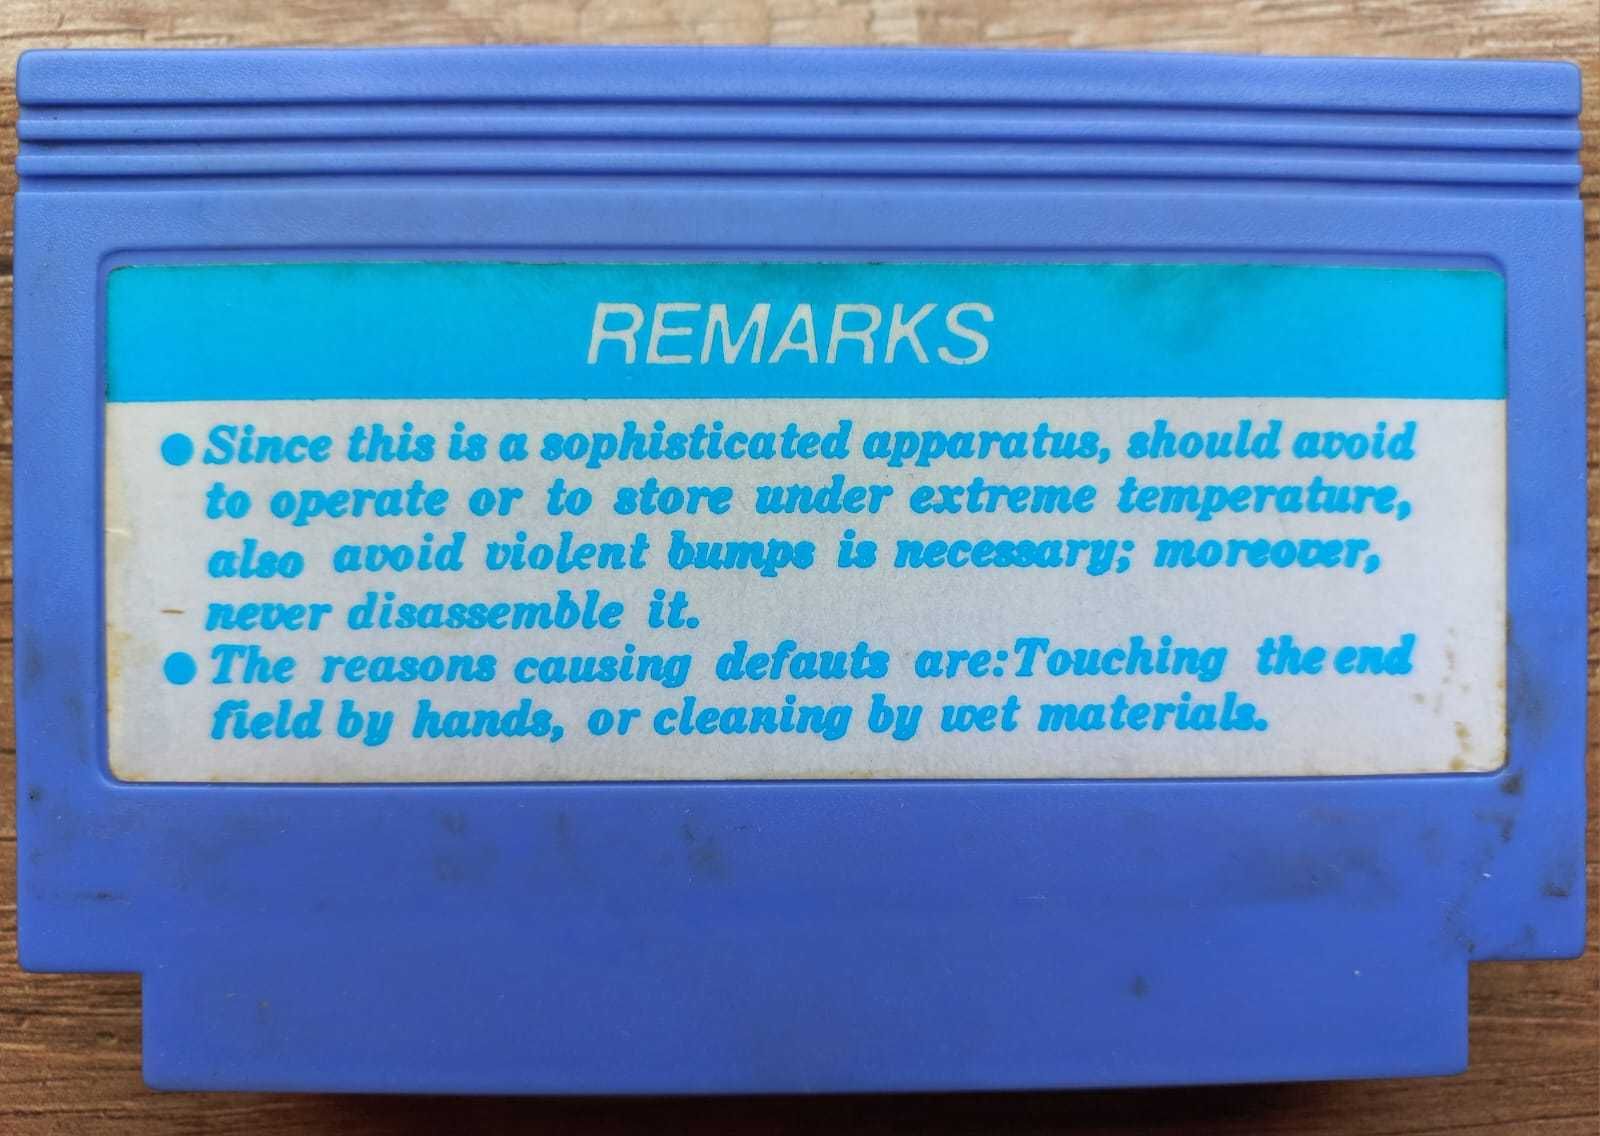 REMARKS
● Since this is a sophisticated apparatus, should avoid
to operate or to store under extreme temperature,
also avoid violent bumps is necessary; moreover,
never disassemble it.
● The reasons causing defauts are:Touching the end
field by hands, or cleaning by wet materials.